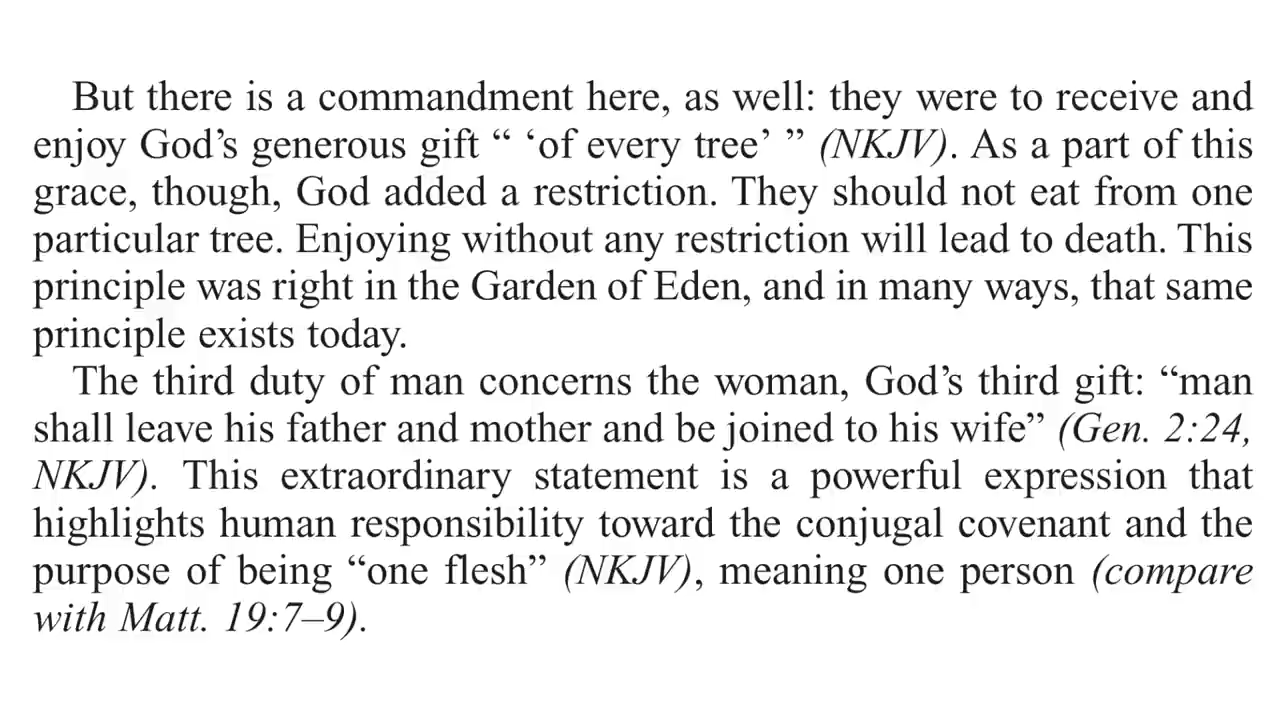 But there is a commandment here, as well: they were to receive and
enjoy God’s generous gift “ ‘of every tree’ ” (NKJV). As a part of this
grace, though, God added a restriction. They should not eat from one
particular tree. Enjoying without any restriction will lead to death. This
principle was right in the Garden of Eden, and in many ways, that same
principle exists today.
The third duty of man concerns the woman, God’s third gift: “man
shall leave his father and mother and be joined to his wife” (Gen. 2:24,
NKJV). This extraordinary statement is a powerful expression that
highlights human responsibility toward the conjugal covenant and the
purpose of being “one flesh” (NKJV), meaning one person (compare
with Matt. 19:7–9).